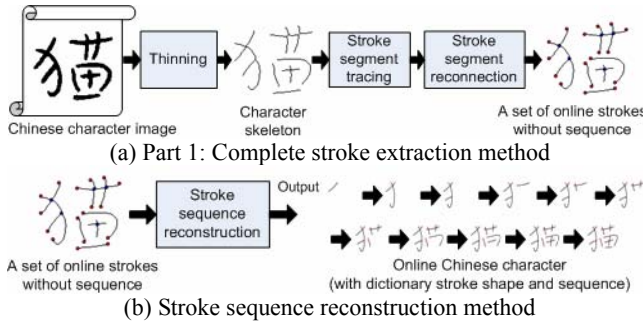 猫
Thinning
Stroke
segment
tracing
Stroke
segment
reconnection
Chinese character image
Character
skeleton
A set of online strokes
without sequence
(a) Part 1: Complete stroke extraction method
Stroke
sequence
reconstruction
Output
A set of online strokes
without sequence
Online Chinese character
(with dictionary stroke shape and sequence)
(b) Stroke sequence reconstruction method